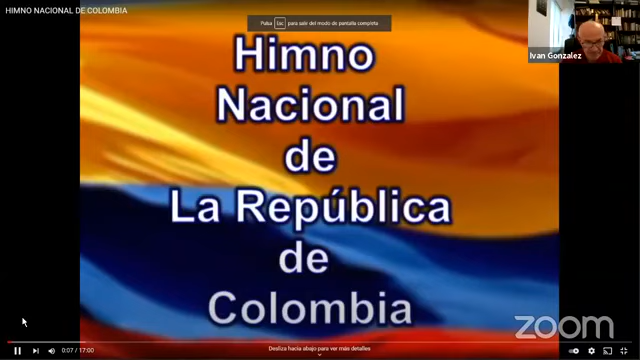 HIMNO NACIONAL DE COLOMBIA
Pulsa Esc para salir del modo de pantalla completa
Ivan Gonzalez
Himno
Nacional
de
La República
de
Colombia
zoom
0:07 / 17:00
Desliza hacia abajo para ver más detalles